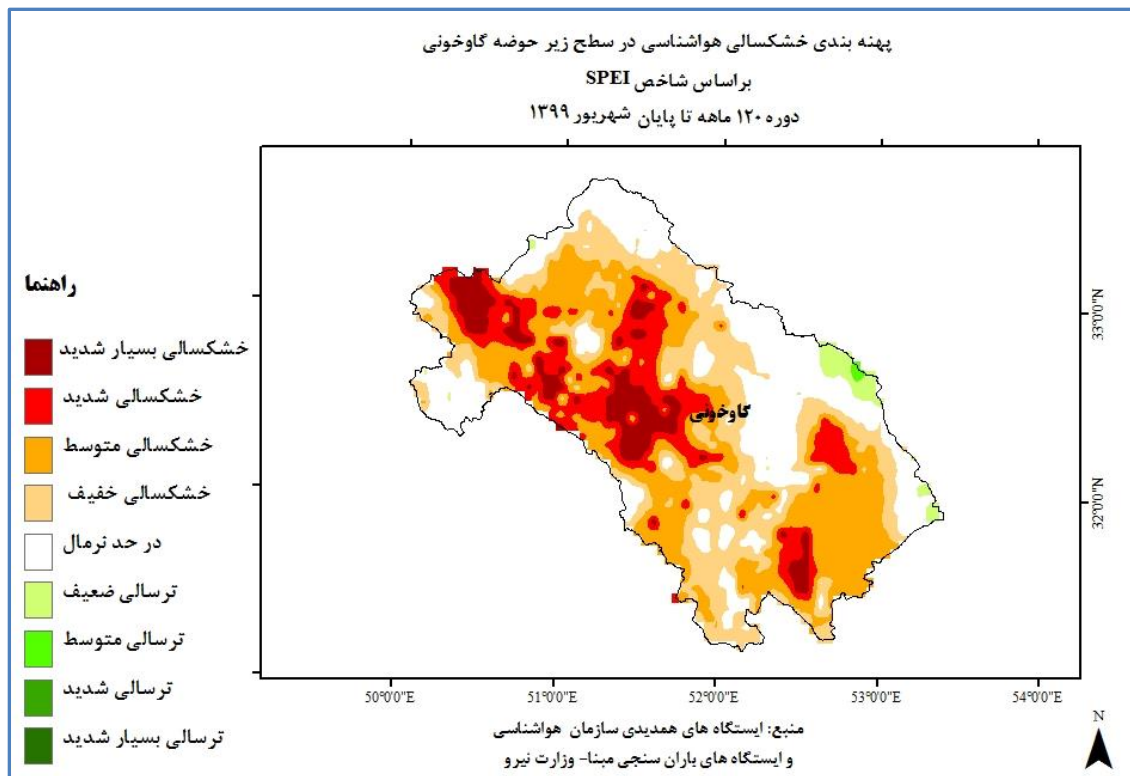 پهنه بندی خشکسالی هواشناسی در سطح زیر حوضه گاوخونی
براساس شاخص SPEI
دوره ۱۲۰ ماهه تا پایان شهریور ۱۳۹۹
راهنما
خشکسالی بسیار شدید
خشکسالی شدید
خشکسالی متوسط
خشکسالی خفیف
در حد نرمال
ترسالی ضعیف
ترسالی متوسط
ترسالی شدید
ترسالی بسیار شدید
گاوخونی
33°0'0"N
32°0'0"N
50°0'0"E
51°0'0"E
52°0'0"E
53°0'0"E
54°0'0"E
منبع: ایستگاه های همدیدی سازمان هواشناسی
و ایستگاه های باران سنجی مبنا- وزارت نیرو
N